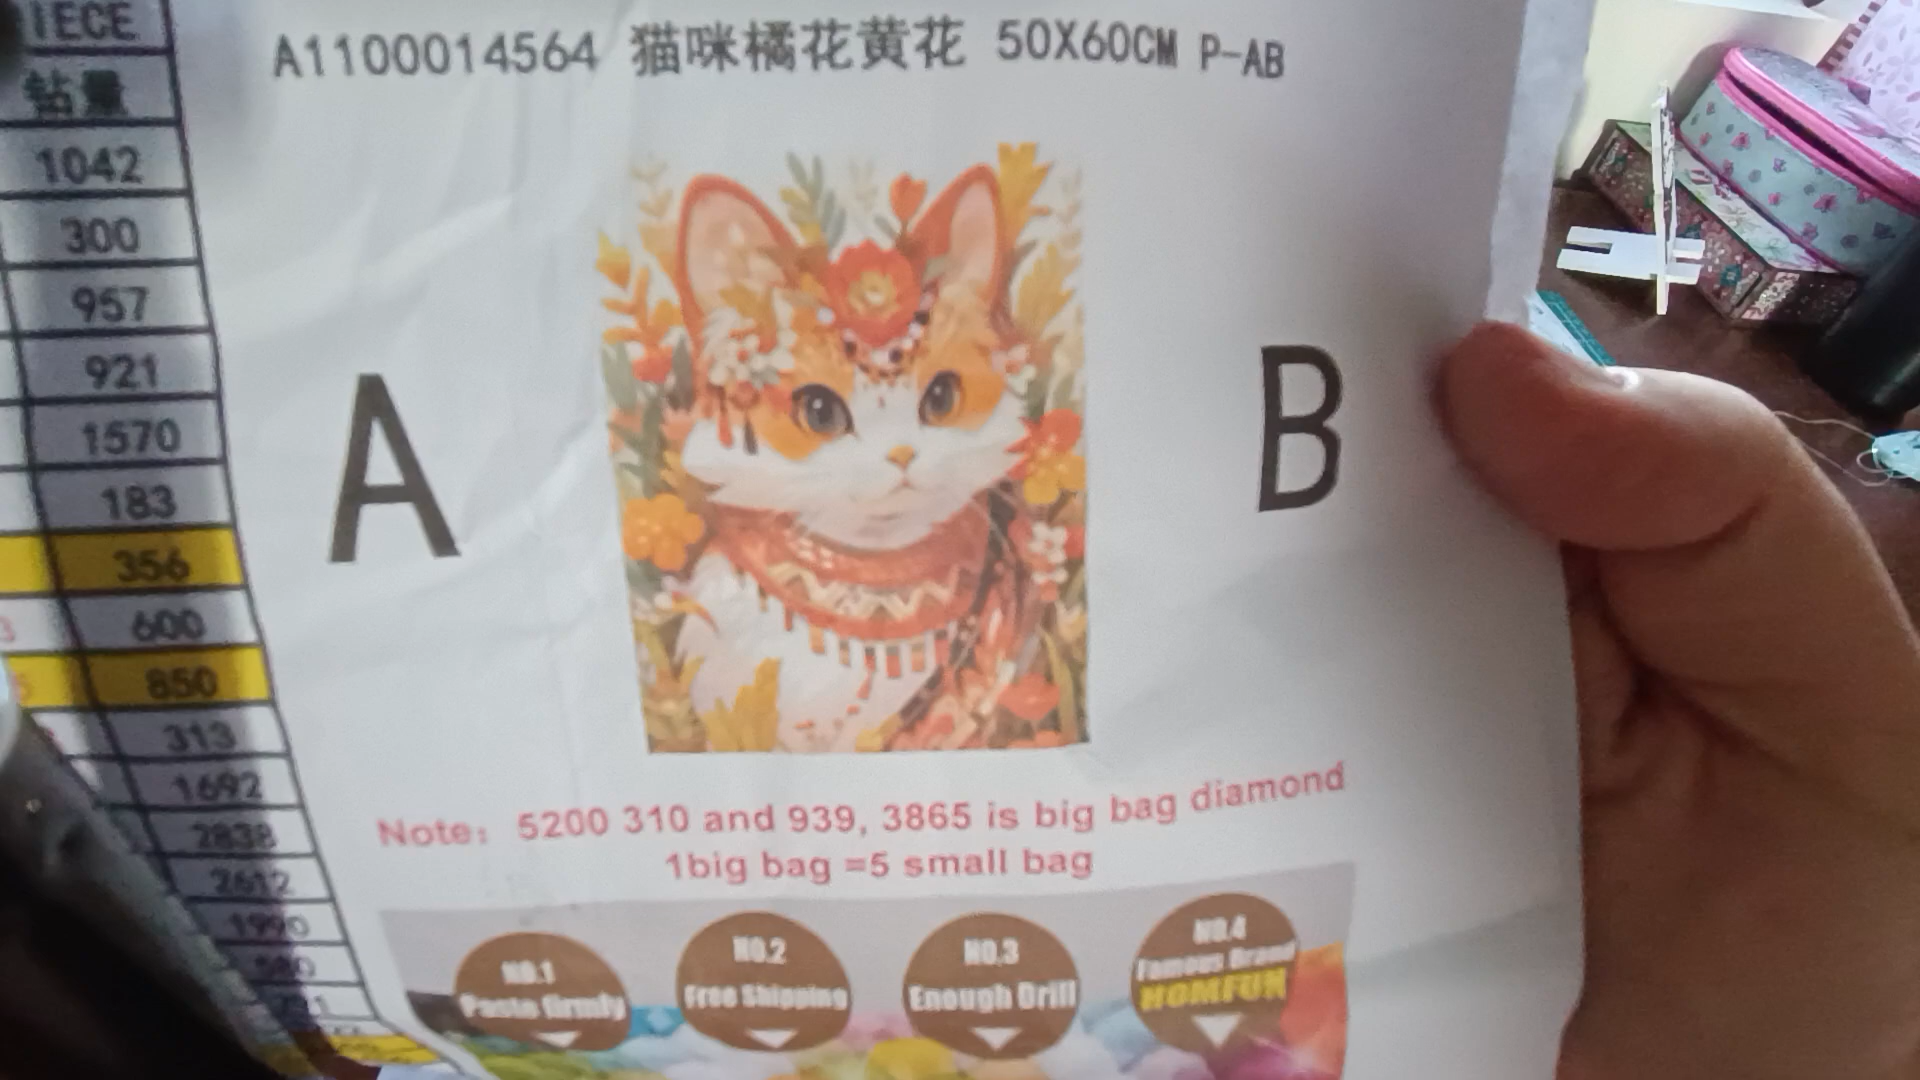 IECE
钻量
1042
300
957
921
1570
183
356
600
850
313
1692
2838
2612
1990
A1100014564 猫咪橘花黄花 50X60CM P-AB
A
B
Note: 5200 310 and 939, 3865 is big bag diamond
1big bag =5 small bag
NO.1
Paste firmly
NO.2
Free Shipping
NO.3
Enough Drill
NO.4
Famous Brand
HOMFUN